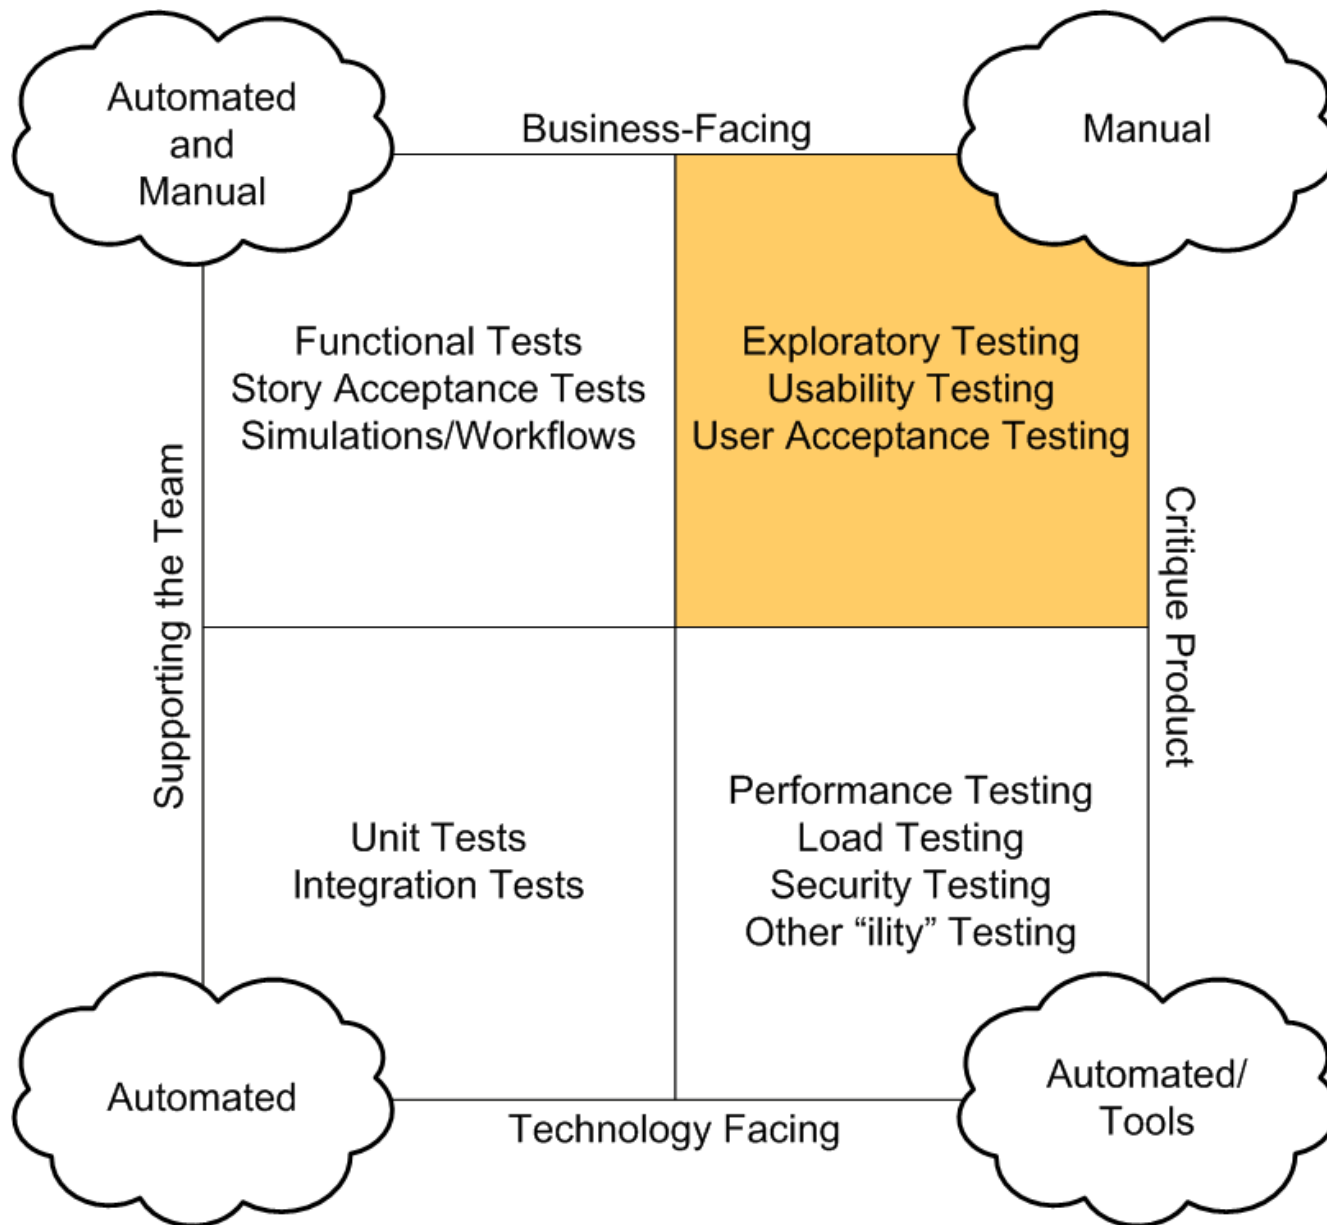 Automated
and
Manual
Business-Facing
Manual
Functional Tests
Story Acceptance Tests
Simulations/Workflows
Exploratory Testing
Usability Testing
User Acceptance Testing
Supporting the Team
Critique Product
Unit Tests
Integration Tests
Performance Testing
Load Testing
Security Testing
Other “ility” Testing
Automated
Technology Facing
Automated/
Tools